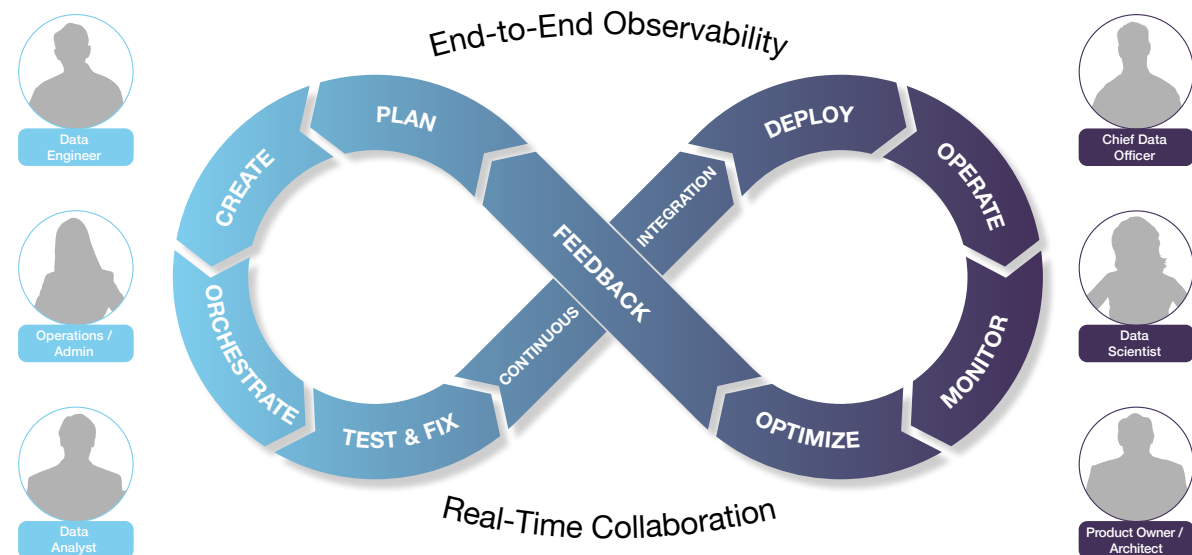 End-to-End Observability
Data
Engineer
Operations /
Admin
Data
Analyst
PLAN
CREATE
ORCHESTRATE
TEST & FIX
CONTINUOUS
INTEGRATION
FEEDBACK
DEPLOY
OPERATE
MONITOR
OPTIMIZE
Chief Data
Officer
Data
Scientist
Product Owner /
Architect
Real-Time Collaboration